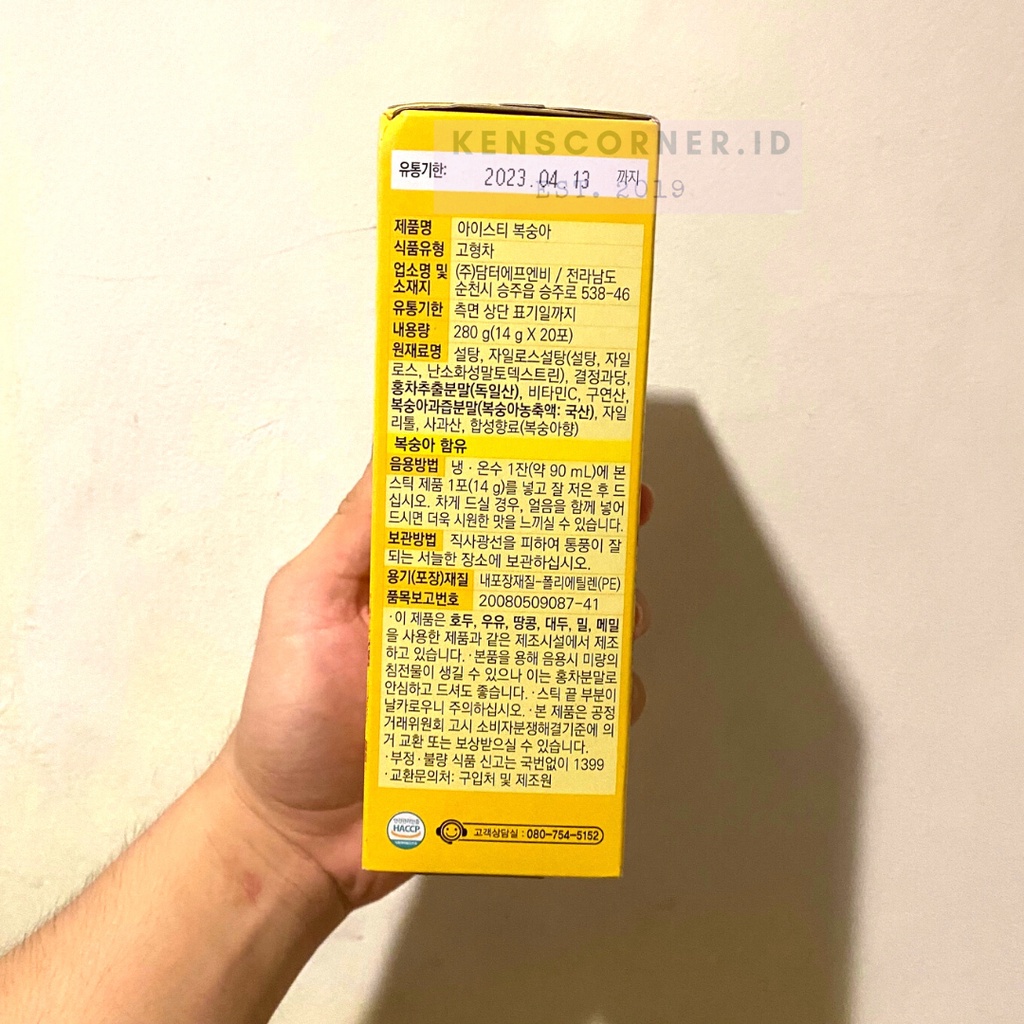 KENSCORNER.ID
유통기한: 2023.04.13 까지
EST. 2019
제품명 아이스티 복숭아
식품유형 고형차
업소명 및 (주)담터에프엔비 / 전라남도
소재지 순천시 승주읍 승주로 538-46
유통기한 측면 상단 표기일까지
내용량 280 g(14 g X 20포)
원재료명 설탕, 자일로스설탕(설탕, 자일
로스, 난소화성말토덱스트린), 결정과당,
홍차추출분말(독일산), 비타민C, 구연산,
복숭아과즙분말(복숭아농축액: 국산), 자일
리톨, 사과산, 합성향료(복숭아향)
복숭아 함유
음용방법 냉·온수 1잔(약 90 mL)에 본
스틱 제품 1포(14 g)를 넣고 잘 저은 후 드
십시오. 차게 드실 경우, 얼음을 함께 넣어
드시면 더욱 시원한 맛을 느끼실 수 있습니다.
보관방법 직사광선을 피하여 통풍이 잘
되는 서늘한 장소에 보관하십시오.
용기(포장)재질 내포장재질-폴리에틸렌(PE)
품목보고번호 20080509087-41
·이 제품은 호두, 우유, 땅콩, 대두, 밀, 메밀
을 사용한 제품과 같은 제조시설에서 제조
하고 있습니다. ·본품을 용해 음용시 미량의
침전물이 생길 수 있으나 이는 홍차분말로
안심하고 드셔도 좋습니다. ·스틱 끝 부분이
날카로우니 주의하십시오. ·본 제품은 공정
거래위원회 고시 소비자분쟁해결기준에 의
거 교환 또는 보상받으실 수 있습니다.
·부정·불량 식품 신고는 국번없이 1399
·교환문의처: 구입처 및 제조원
HACCP
고객상담실 : 080-754-5152